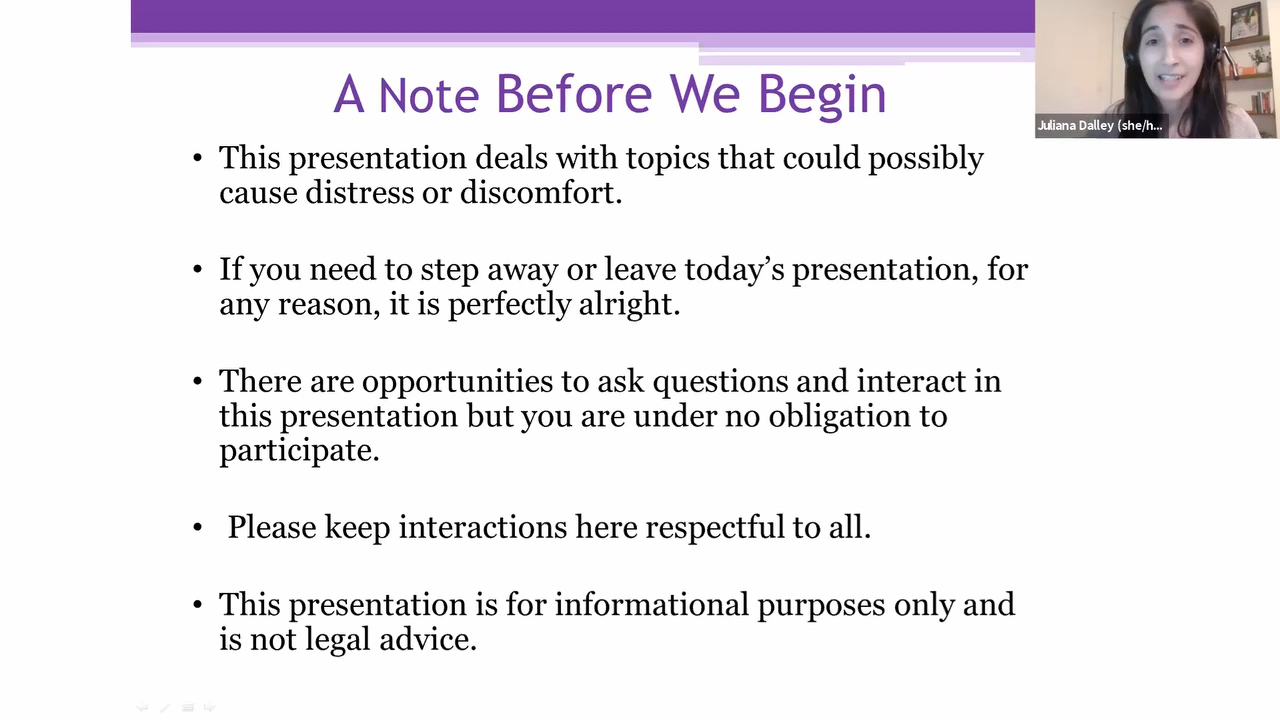 A Note Before We Begin
Juliana Dalley (she/h...
• This presentation deals with topics that could possibly
cause distress or discomfort.
• If you need to step away or leave today’s presentation, for
any reason, it is perfectly alright.
• There are opportunities to ask questions and interact in
this presentation but you are under no obligation to
participate.
• Please keep interactions here respectful to all.
• This presentation is for informational purposes only and
is not legal advice.